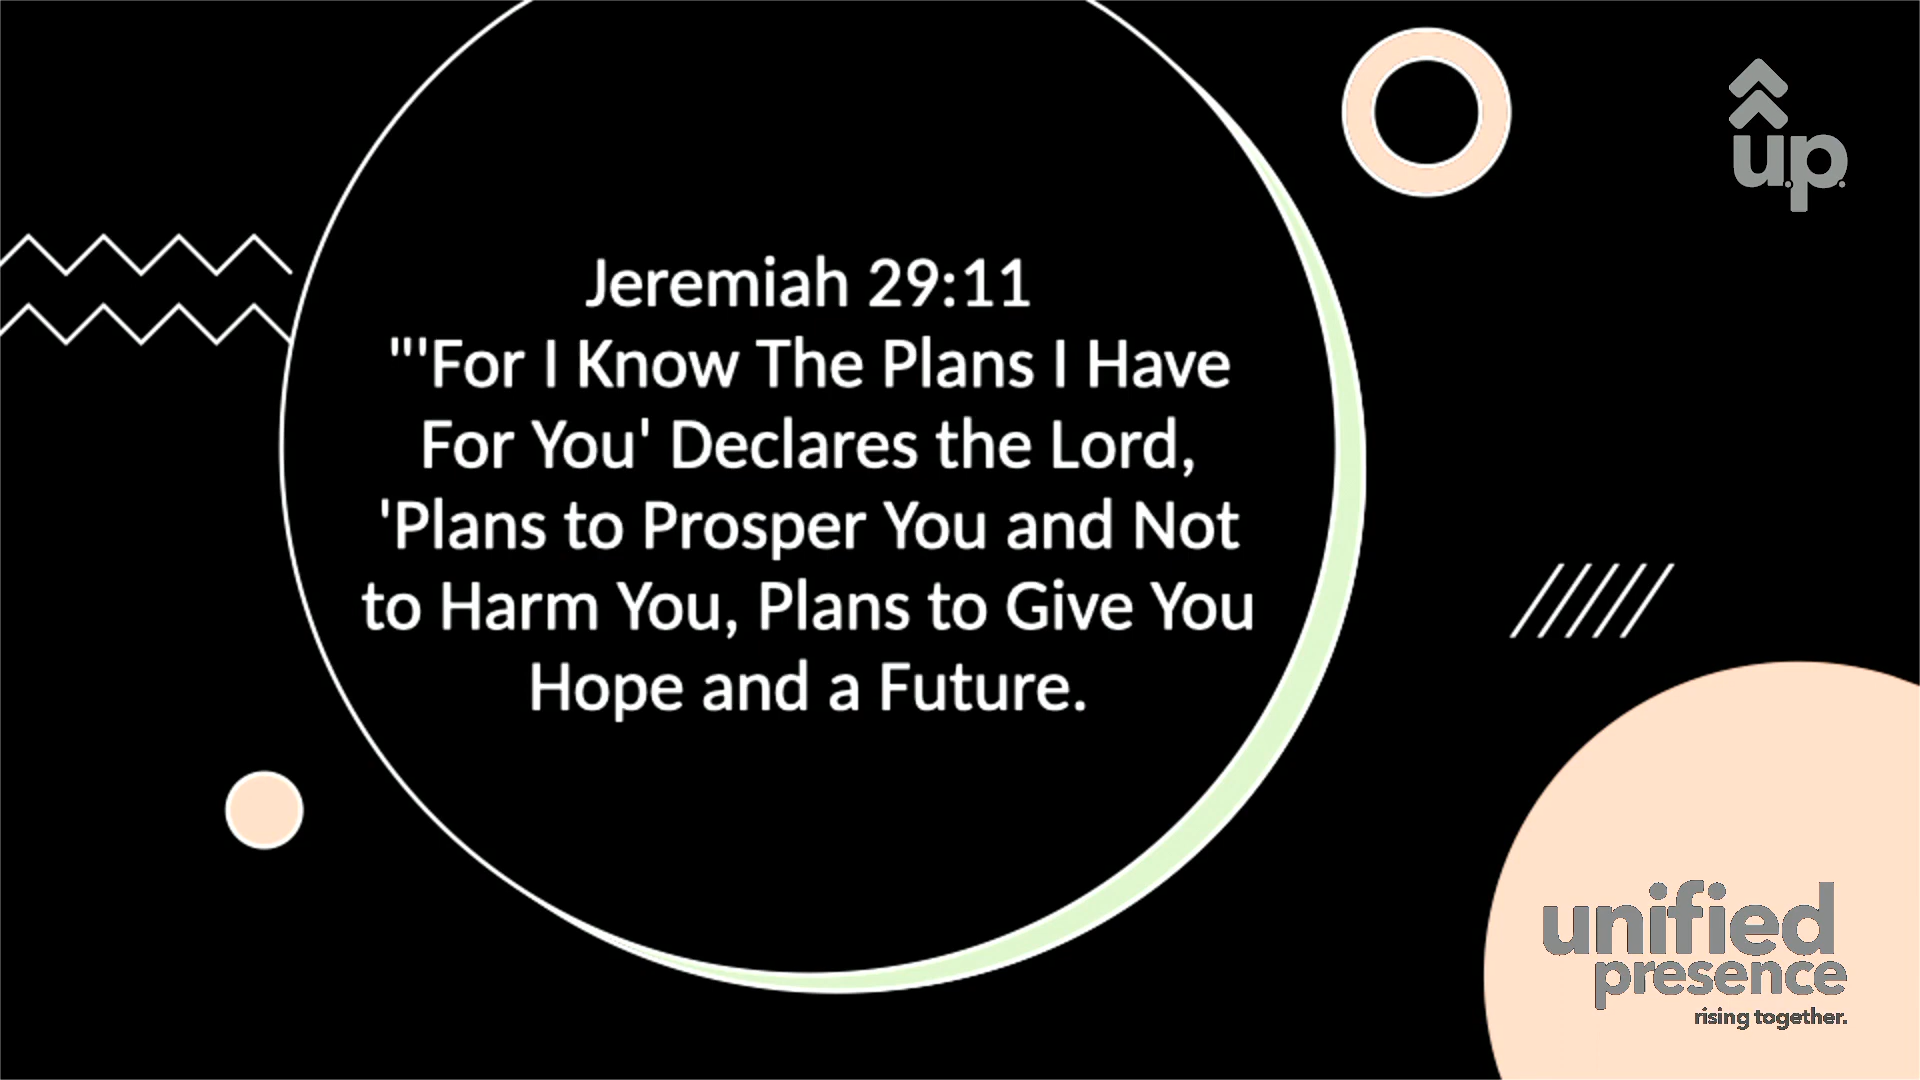 u.p.
Jeremiah 29:11
"'For I Know The Plans I Have
For You' Declares the Lord,
'Plans to Prosper You and Not
to Harm You, Plans to Give You
Hope and a Future.
unified
presence
rising together.